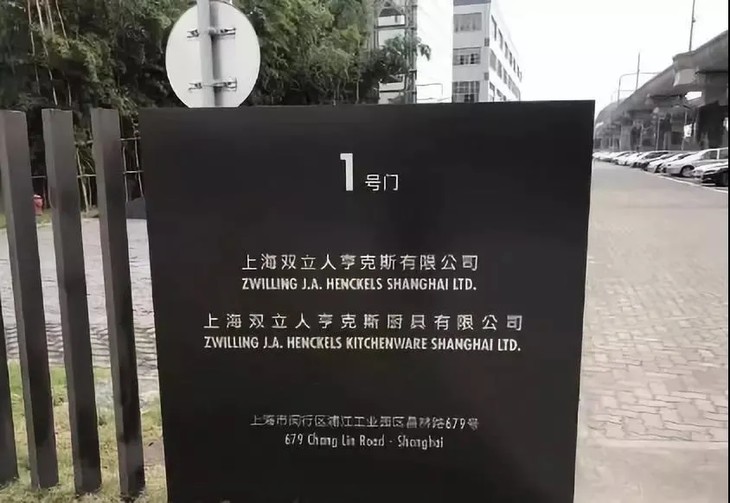 1号门
上海双立人亨克斯有限公司
ZWILLING J.A. HENCKELS SHANGHAI LTD.
上海双立人亨克斯厨具有限公司
ZWILLING J.A. HENCKELS KITCHENWARE SHANGHAI LTD.
上海市闵行区浦江工业园区昌林路679号
679 Chang Lin Road - Shanghai